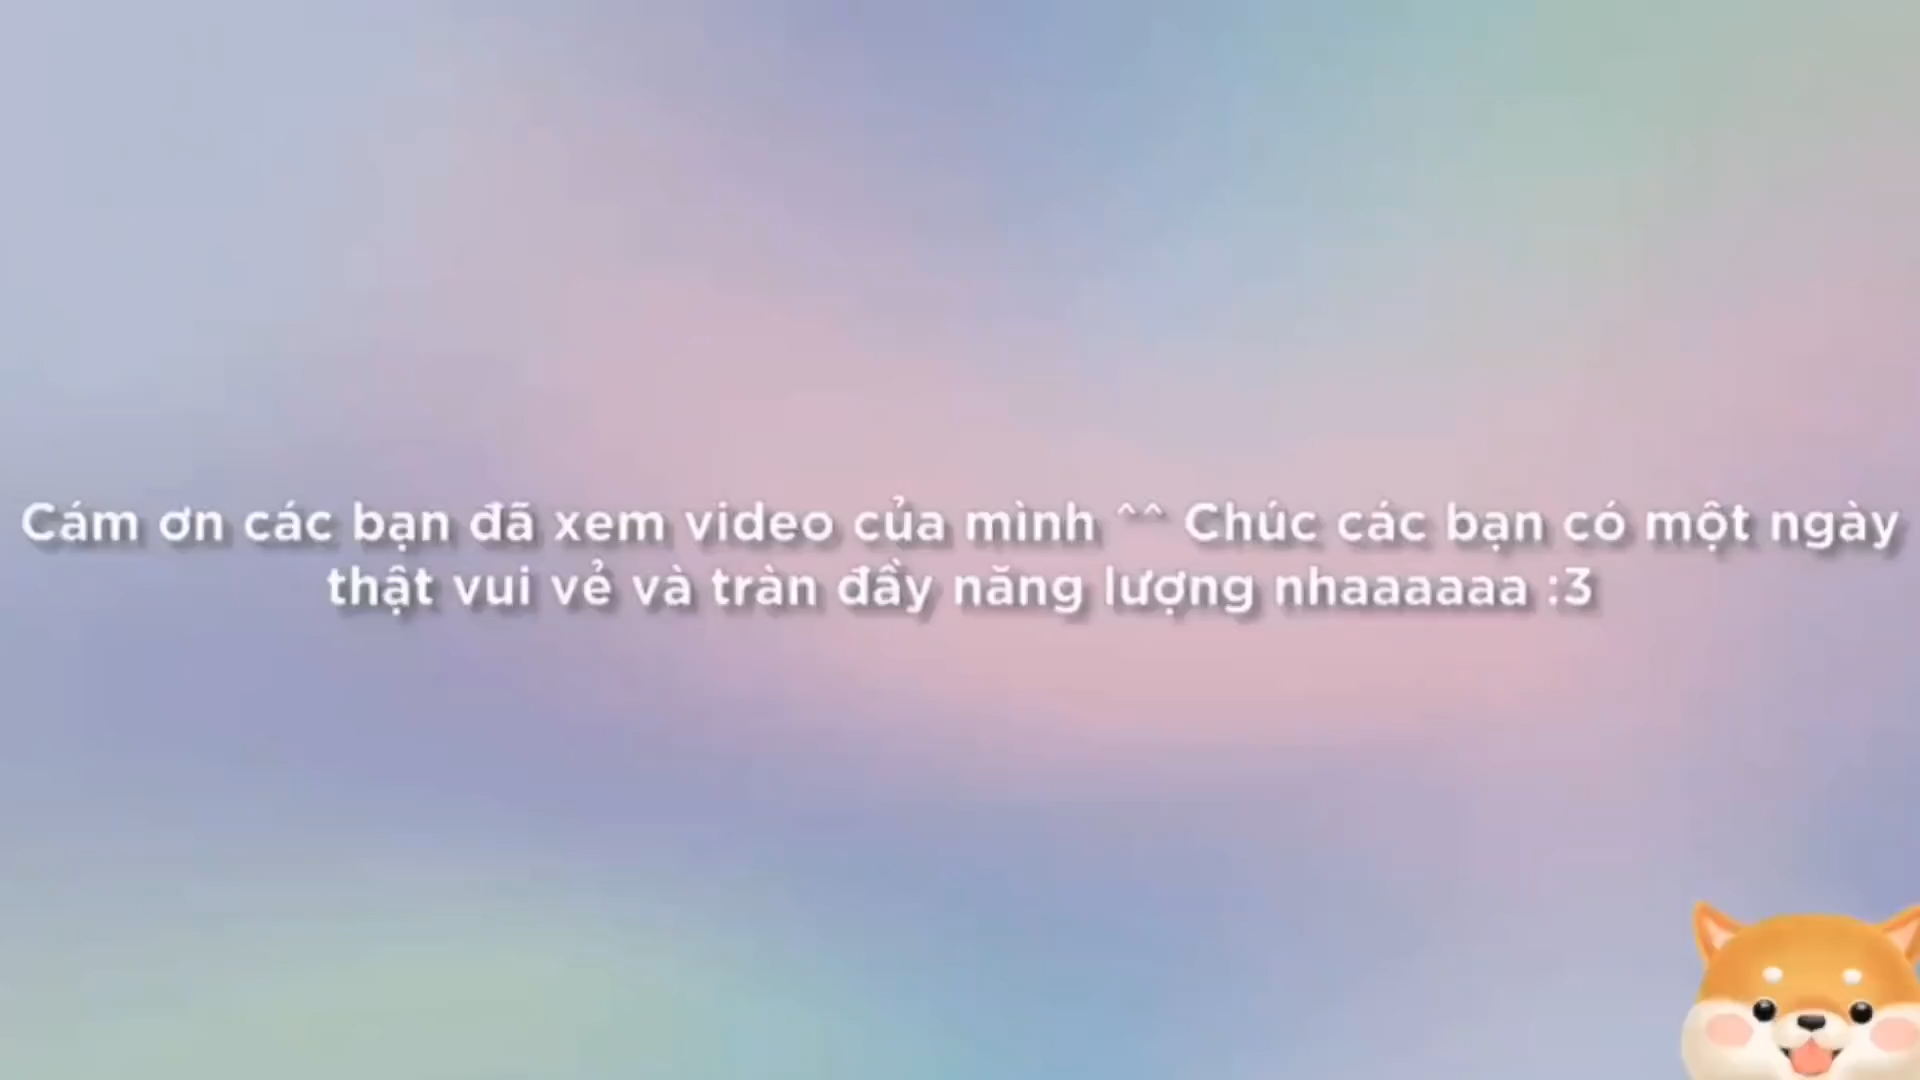 Cám ơn các bạn đã xem video của mình ^^ Chúc các bạn có một ngày
thật vui vẻ và tràn đầy năng lượng nhaaaaaa :3